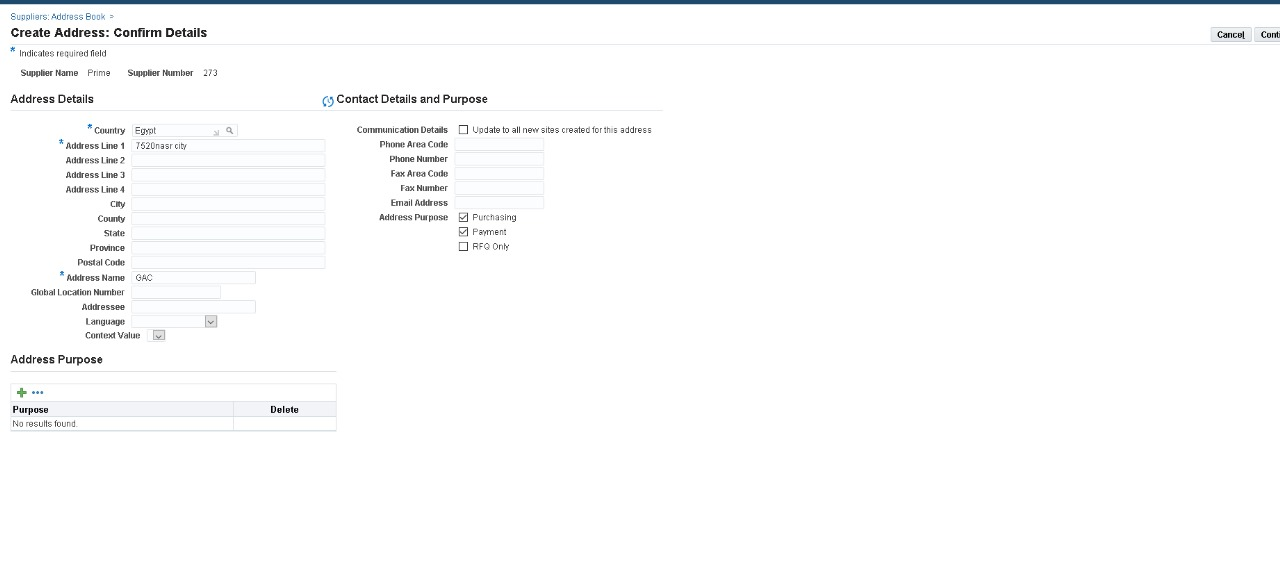 Suppliers: Address Book >
Create Address: Confirm Details
Cancel
* Indicates required field
Supplier Name Prime Supplier Number 273
Address Details
* Country Egypt
* Address Line 1 7520nasr city
Address Line 2
Address Line 3
Address Line 4
City
County
State
Province
Postal Code
* Address Name GAC
Global Location Number
Addressee
Language
Context Value
Contact Details and Purpose
Communication Details Update to all new sites created for this address
Phone Area Code
Phone Number
Fax Area Code
Fax Number
Email Address
Address Purpose Purchasing
Payment
RFQ Only
Address Purpose
Purpose Delete
No results found.